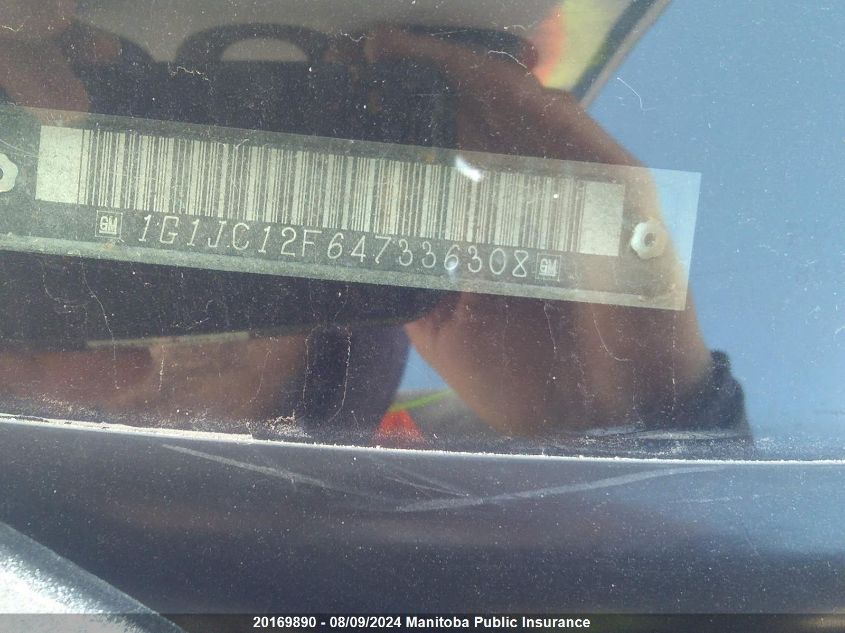 GM 1G1JC12F647336308 GM
20169890 - 08/09/2024 Manitoba Public Insurance